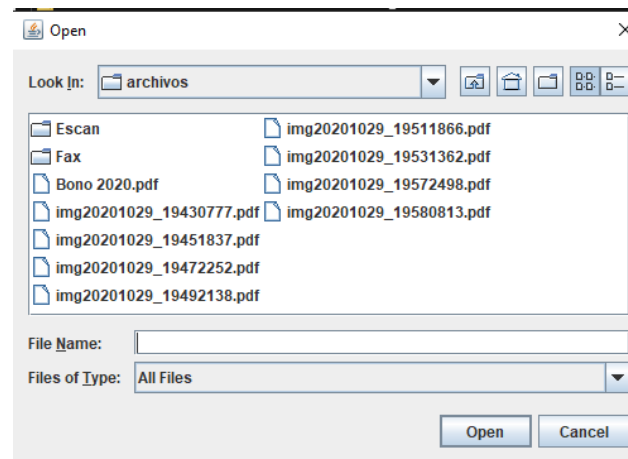 Open
Look In: archivos
Escan
Fax
Bono 2020.pdf
img20201029_19430777.pdf
img20201029_19451837.pdf
img20201029_19472252.pdf
img20201029_19492138.pdf
img20201029_19511866.pdf
img20201029_19531362.pdf
img20201029_19572498.pdf
img20201029_19580813.pdf
File Name:
Files of Type: All Files
Open Cancel